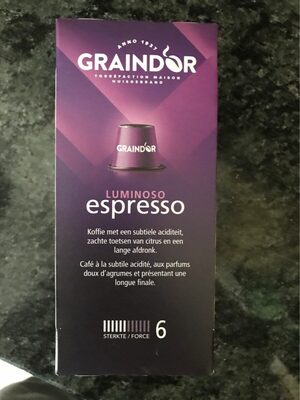 ANNO 1927
GRAINDOR
TORRÉFACTION MAISON
HUISGEBRAND
GRAINDOR
LUMINOSO
espresso
Koffie met een subtiele aciditeit,
zachte toetsen van citrus en een
lange afdronk.
Café à la subtile acidité, aux parfums
doux d'agrumes et présentant une
longue finale.
6
STERKTE / FORCE